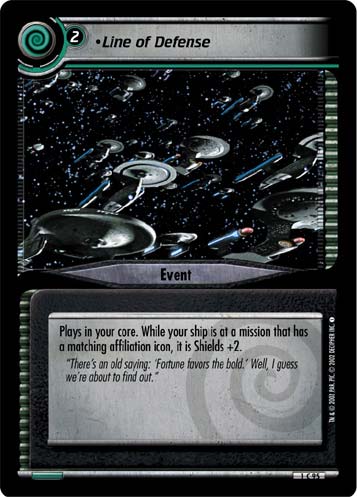 2
•Line of Defense
Event
Plays in your core. While your ship is at a mission that has
a matching affiliation icon, it is Shields +2.
"There's an old saying: 'Fortune favors the bold.' Well, I guess
we're about to find out."
TM & © 2002 PAR. PIC. © 2002 DECIPHER INC.
1 C 95